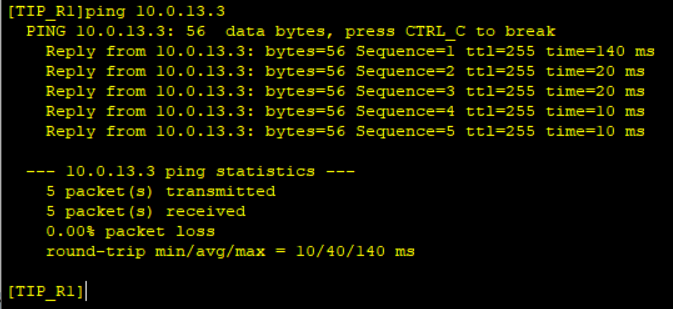 [TIP_R1]ping 10.0.13.3
PING 10.0.13.3: 56  data bytes, press CTRL_C to break
Reply from 10.0.13.3: bytes=56 Sequence=1 ttl=255 time=140 ms
Reply from 10.0.13.3: bytes=56 Sequence=2 ttl=255 time=20 ms
Reply from 10.0.13.3: bytes=56 Sequence=3 ttl=255 time=20 ms
Reply from 10.0.13.3: bytes=56 Sequence=4 ttl=255 time=10 ms
Reply from 10.0.13.3: bytes=56 Sequence=5 ttl=255 time=10 ms
--- 10.0.13.3 ping statistics ---
5 packet(s) transmitted
5 packet(s) received
0.00% packet loss
round-trip min/avg/max = 10/40/140 ms
[TIP_R1]